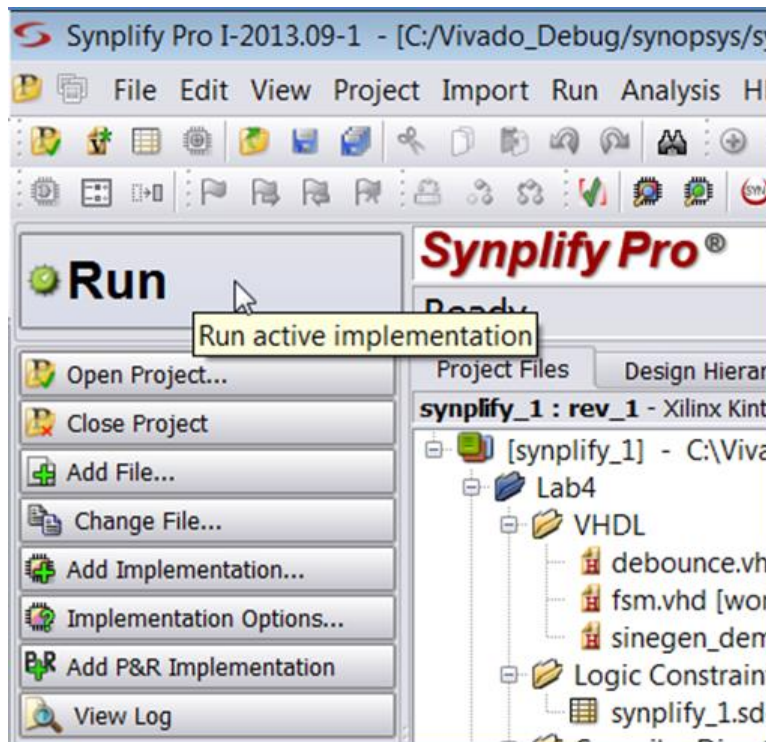 Synplify Pro I-2013.09-1 - [C:/Vivado_Debug/synopsys/sy
File Edit View Project Import Run Analysis
SYN
Run
Synplify Pro®
Ready
Run active implementation
Project Files Design Hierar
synplify_1 : rev_1 - Xilinx Kint
Open Project...
Close Project
Add File...
Change File...
Add Implementation...
Implementation Options...
Add P&R Implementation
View Log
[synplify_1] - C:\Viva
Lab4
VHDL
debounce.vh
fsm.vhd [wor
sinegen_dem
Logic Constrain
synplify_1.sd